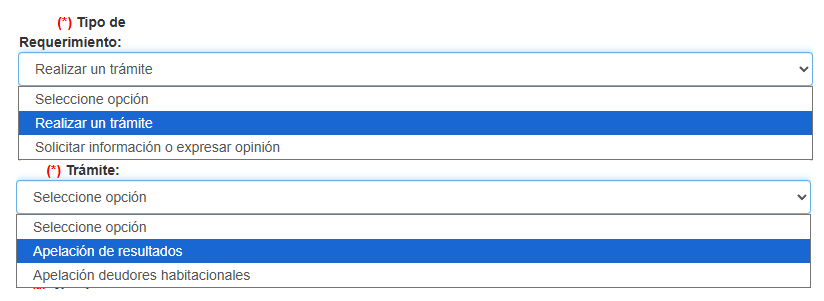 (*) Tipo de
Requerimiento:
Realizar un trámite
Seleccione opción
Realizar un trámite
Solicitar información o expresar opinión
(*) Trámite:
Seleccione opción
Seleccione opción
Apelación de resultados
Apelación deudores habitacionales